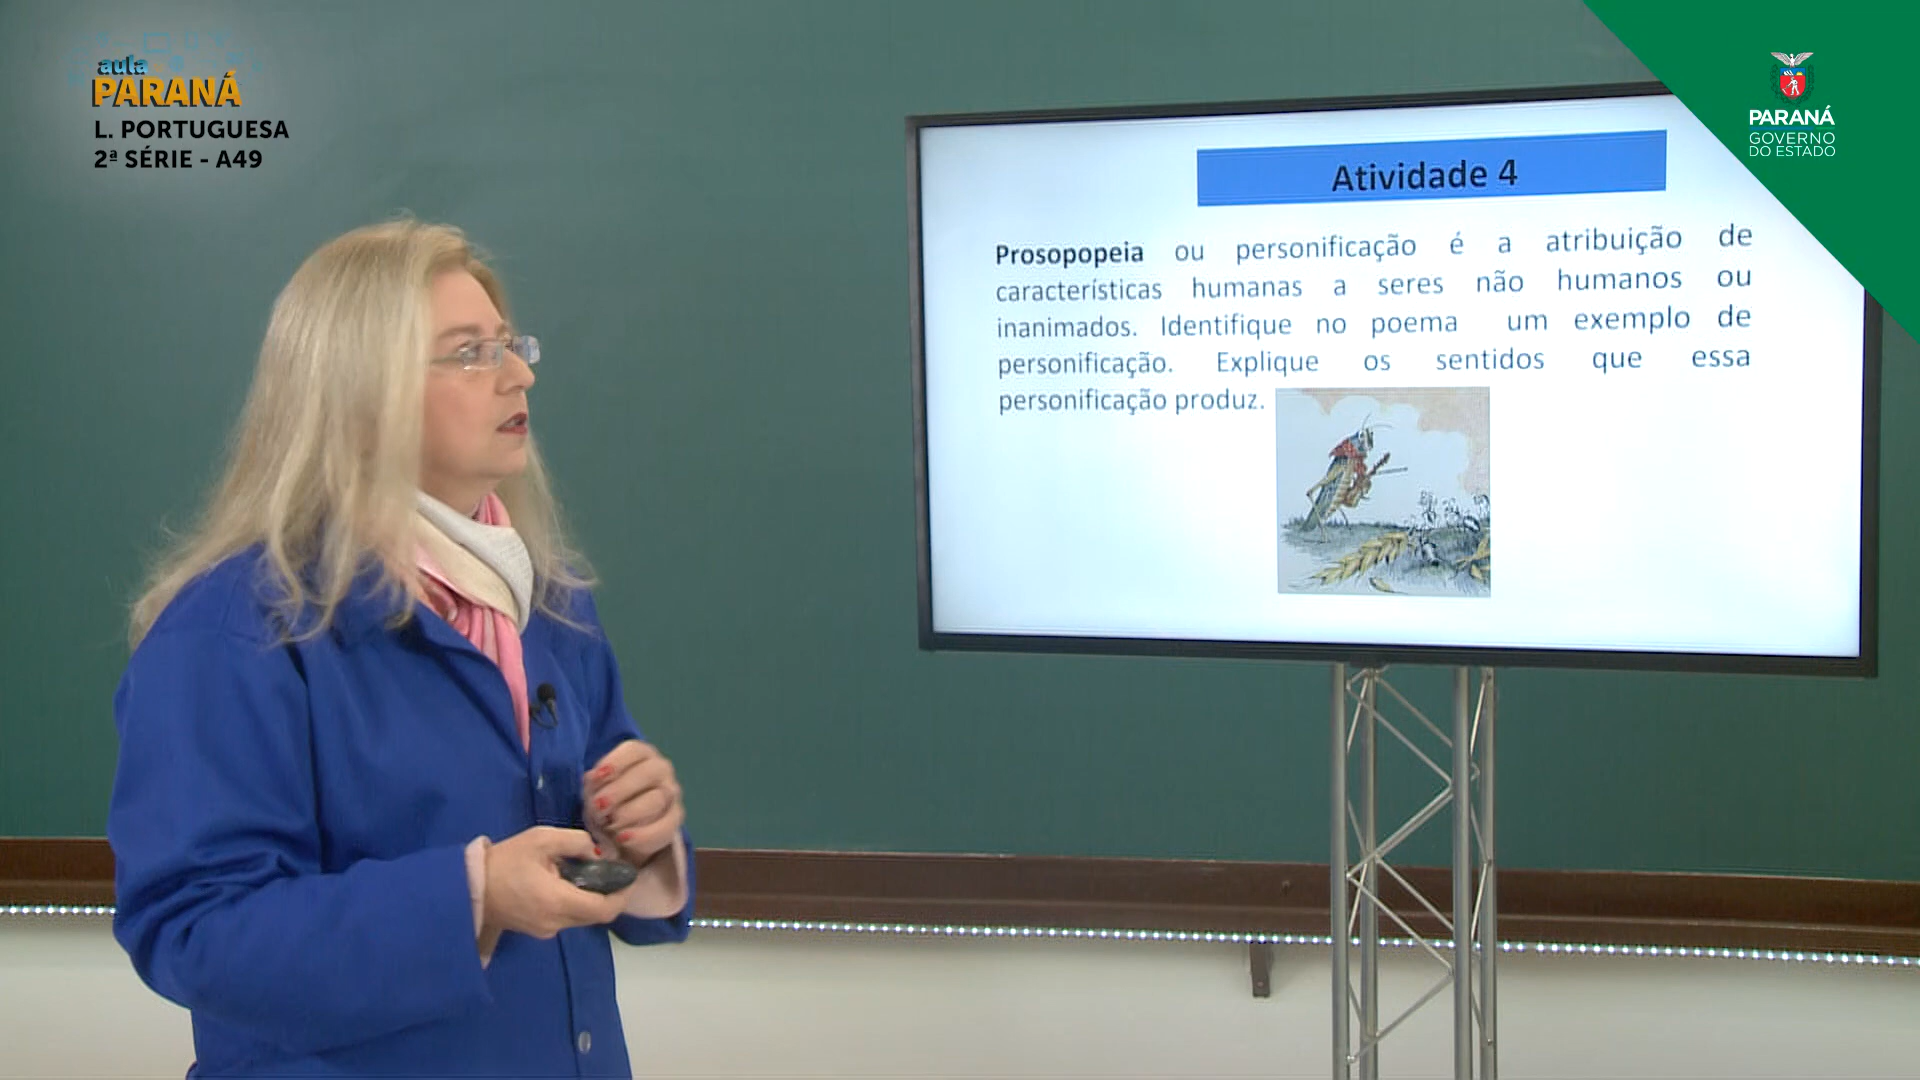 aula
PARANÁ
L. PORTUGUESA
2ª SÉRIE - A49
PARANÁ
GOVERNO
DO ESTADO
Atividade 4
Prosopopeia ou personificação é a atribuição de
características humanas a seres não humanos ou
inanimados. Identifique no poema um exemplo de
personificação. Explique os sentidos que essa
personificação produz.